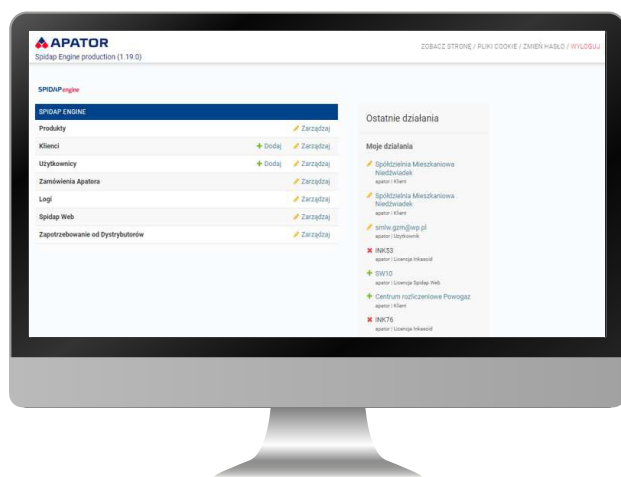 APATOR
Spidap Engine production (1.19.0)
ZOBACZ STRONĘ / PLIKI COOKIE / ZMIEŃ HASŁO / WYLOGUJ
SPIDAP engine
SPIDAP ENGINE
Produkty Zarządzaj
Klienci Dodaj Zarządzaj
Użytkownicy Dodaj Zarządzaj
Zamówienia Apatora Zarządzaj
Logi Zarządzaj
Spidap Web Zarządzaj
Zapotrzebowanie od Dystrybutorów Zarządzaj
Ostatnie działania
Moje działania
Spółdzielnia Mieszkaniowa
Niedźwiadek
apator | Klient
Spółdzielnia Mieszkaniowa
Niedźwiadek
apator | Klient
smlw.gzm@wp.pl
apator | Użytkownik
INK53
apator | Licencja Inkasoid
SW10
apator | Licencja Spidap Web
Centrum rozliczeniowe Powogaz
apator | Klient
INK76
apator | Licencja Inkasoid